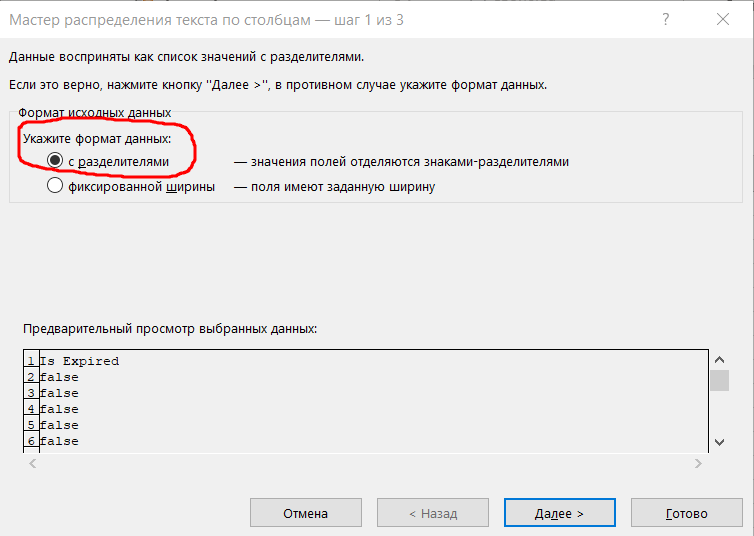 Мастер распределения текста по столбцам — шаг 1 из 3
?
Данные восприняты как список значений с разделителями.
Если это верно, нажмите кнопку "Далее >", в противном случае укажите формат данных.
Формат исходных данных
Укажите формат данных:
с разделителями — значения полей отделяются знаками-разделителями
фиксированной ширины — поля имеют заданную ширину
Предварительный просмотр выбранных данных:
1 Is Expired
2 false
3 false
4 false
5 false
6 false
Отмена < Назад Далее > Готово